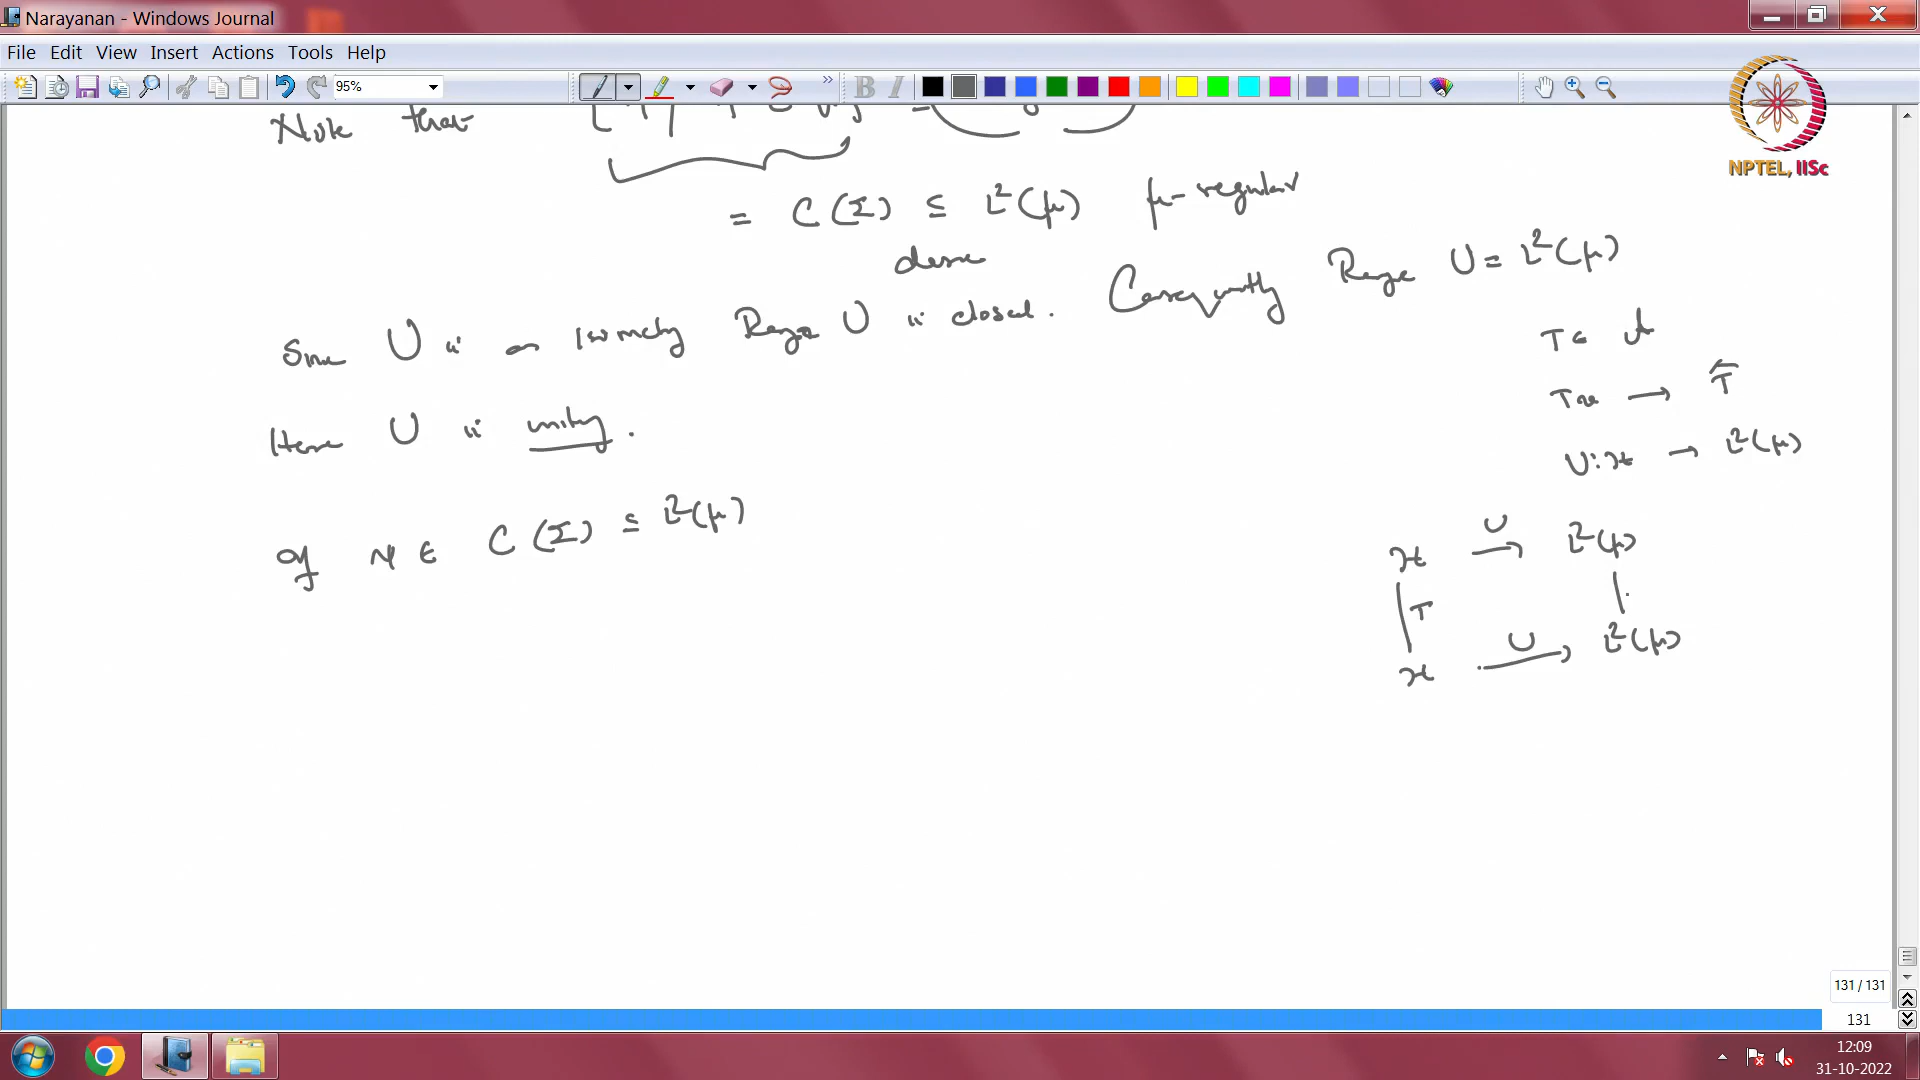 Narayanan - Windows Journal
File Edit View Insert Actions Tools Help
95%
NPTEL, IISc
Note that
= C(Σ) ⊆ L²(μ) μ-regular
dense
Since U is an isometry Range U is closed. Consequently Range U = L²(μ)
Hence U is unitary.
If ψ ∈ C(Σ) ⊆ L²(μ)
T ∈ A
Tx → T̂
U: H → L²(μ)
H U→ L²(μ)
T
H U→ L²(μ)
131 / 131
131
12:09
31-10-2022